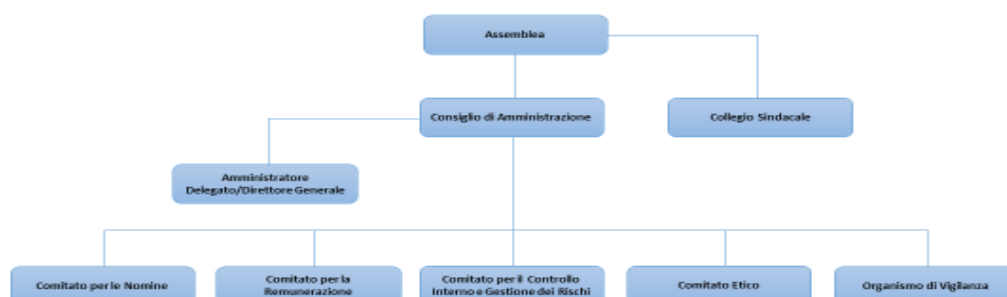 Assemblea
Consiglio di Amministrazione
Collegio Sindacale
Amministratore
Delegato/Direttore Generale
Comitato per le Nomine
Comitato per la
Remunerazione
Comitato per il Controllo
Interno e Gestione dei Rischi
Comitato Etico
Organismo di Vigilanza